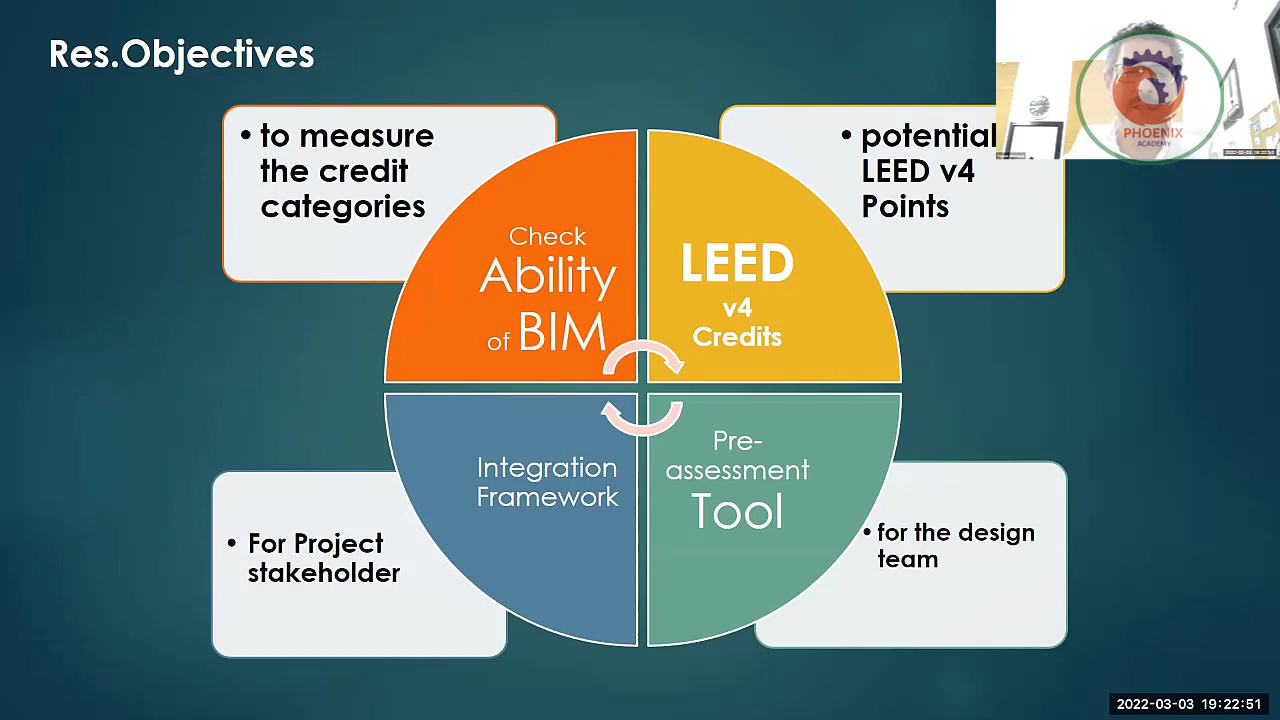 Res.Objectives
• to measure
the credit
categories
Check
Ability
of BIM
LEED
v4
Credits
• potential
LEED v4
Points
PHOENIX
ACADEMY
Integration
Framework
Pre-
assessment
Tool
• For Project
stakeholder
• for the design
team
2022-03-03 19:22:51